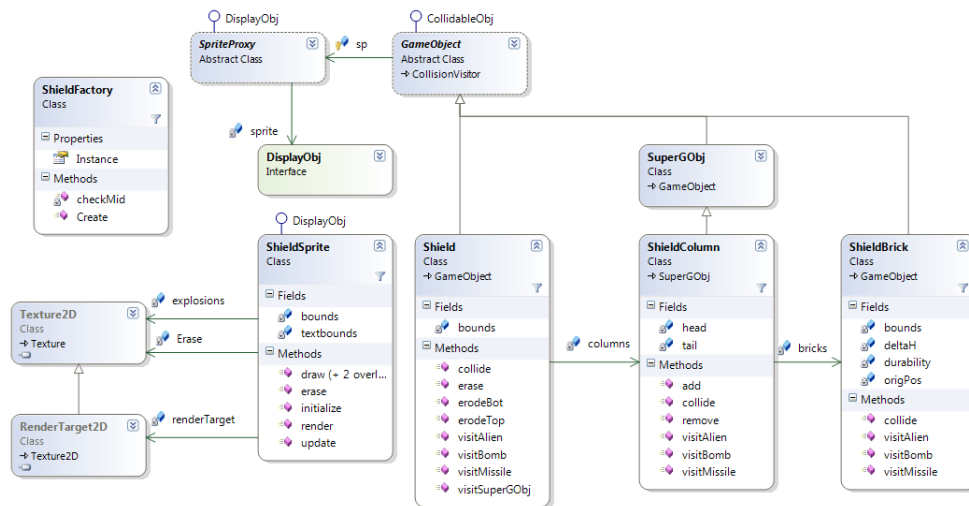 DisplayObj
CollidableObj
SpriteProxy
Abstract Class
sp
GameObject
Abstract Class
CollisionVisitor
ShieldFactory
Class
Properties
Instance
Methods
checkMid
Create
sprite
DisplayObj
Interface
SuperGObj
Class
GameObject
DisplayObj
ShieldSprite
Class
Fields
bounds
textbounds
Methods
draw (+ 2 overl...
erase
initialize
render
update
explosions
Erase
renderTarget
Texture2D
Class
Texture
RenderTarget2D
Class
Texture2D
Shield
Class
GameObject
Fields
bounds
Methods
collide
erase
erodeBot
erodeTop
visitAlien
visitBomb
visitMissile
visitSuperGObj
columns
ShieldColumn
Class
SuperGObj
Fields
head
tail
Methods
add
collide
remove
visitAlien
visitBomb
visitMissile
bricks
ShieldBrick
Class
GameObject
Fields
bounds
deltaH
durability
origPos
Methods
collide
visitAlien
visitBomb
visitMissile